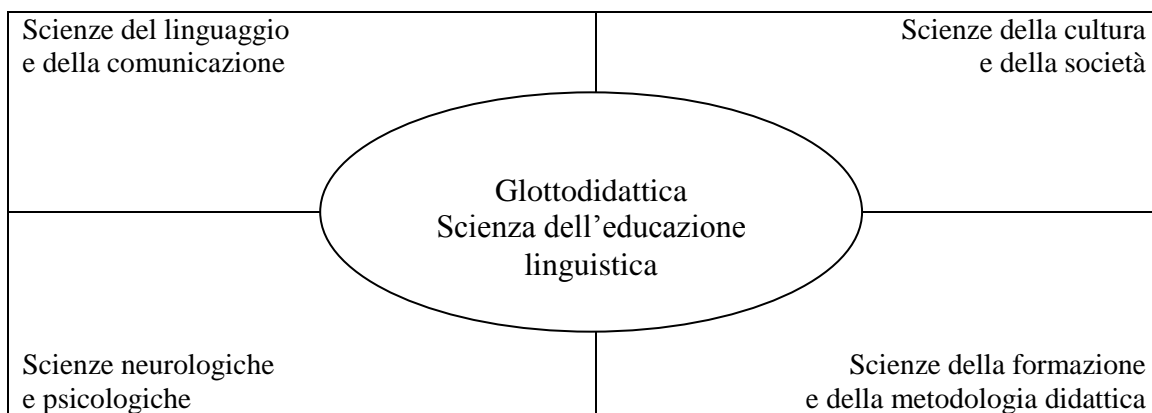 Scienze del linguaggio
e della comunicazione
Scienze della cultura
e della società
Glottodidattica
Scienza dell’educazione
linguistica
Scienze neurologiche
e psicologiche
Scienze della formazione
e della metodologia didattica